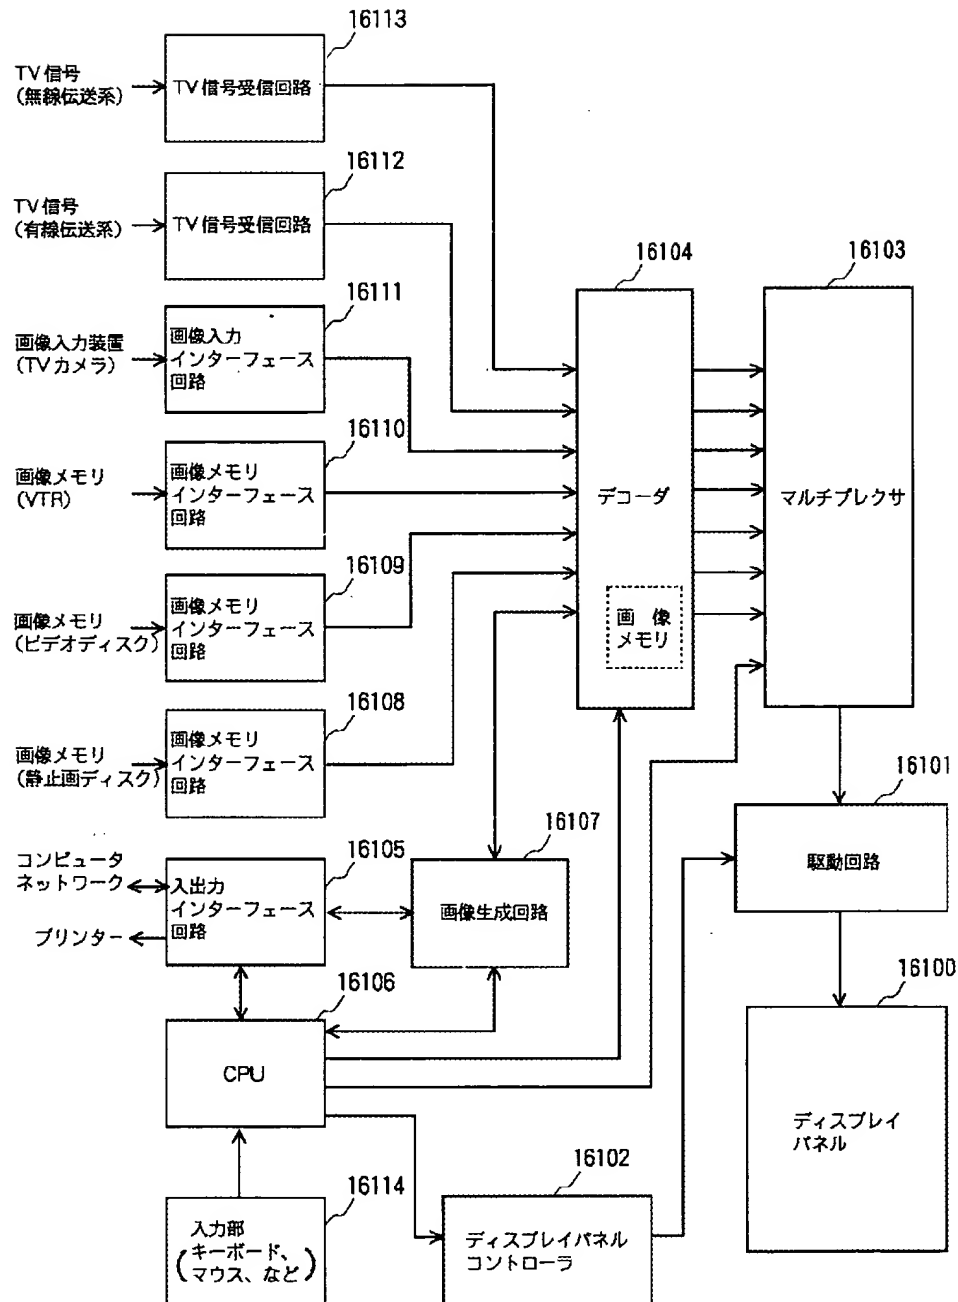 16113
TV信号
(無線伝送系)
TV信号受信回路
16112
TV信号
(有線伝送系)
TV信号受信回路
16104
16103
16111
画像入力装置
(TVカメラ)
画像入力
インターフェース
回路
16110
画像メモリ
(VTR)
画像メモリ
インターフェース
回路
デコーダ
マルチプレクサ
16109
画像メモリ
(ビデオディスク)
画像メモリ
インターフェース
回路
画像
メモリ
16108
画像メモリ
(静止画ディスク)
画像メモリ
インターフェース
回路
16101
駆動回路
16107
16105
コンピュータ
ネットワーク
プリンター
入出力
インターフェース
回路
画像生成回路
16100
16106
CPU
ディスプレイ
パネル
16102
16114
入力部
(キーボード、
マウス、など)
ディスプレイパネル
コントローラ